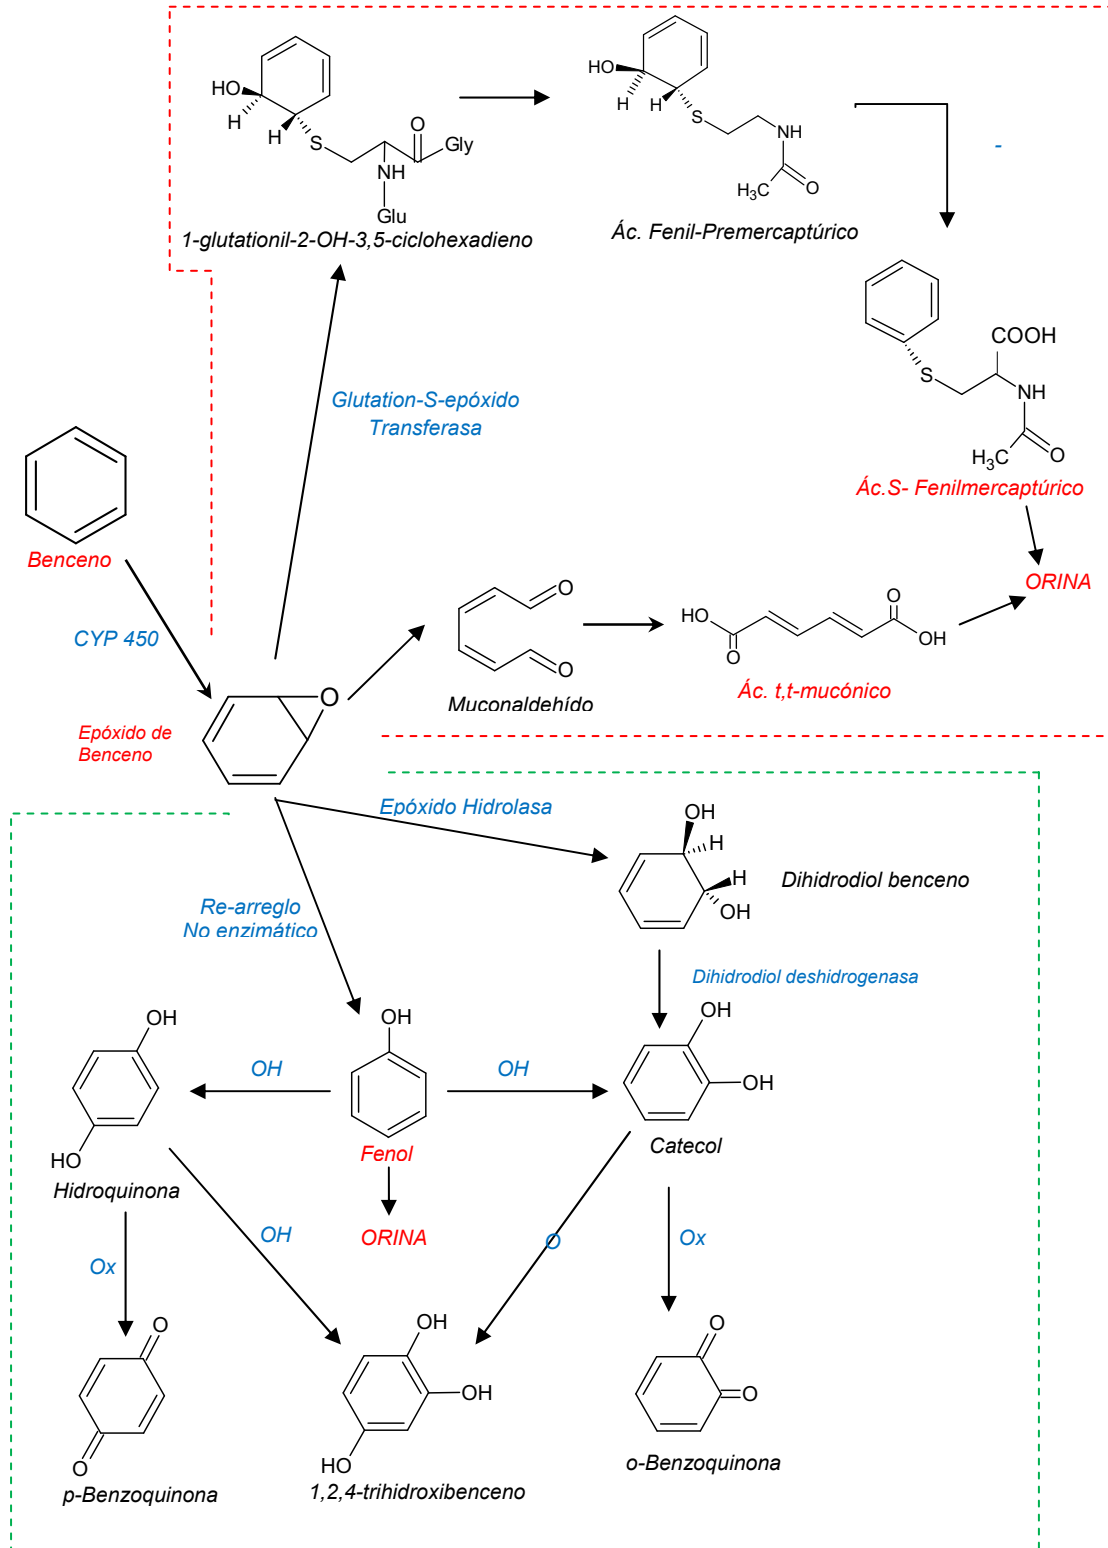 HO
H
H
S
O
Gly
NH
Glu
1-glutationil-2-OH-3,5-ciclohexadieno
HO
H
H
S
NH
H₃C
O
Ác. Fenil-Premercaptúrico
-
COOH
S
NH
H₃C
O
Ác.S- Fenilmercaptúrico
Glutation-S-epóxido
Transferasa
Benceno
CYP 450
O
O
Muconaldehído
HO
O
O
OH
Ác. t,t-mucónico
ORINA
O
Epóxido de
Benceno
Epóxido Hidrolasa
OH
H
H
OH
Dihidrodiol benceno
Re-arreglo
No enzimático
Dihidrodiol deshidrogenasa
OH
HO
Hidroquinona
OH
OH
Fenol
OH
OH
OH
Catecol
ORINA
Ox
OH
O
Ox
O
O
p-Benzoquinona
OH
OH
HO
1,2,4-trihidroxibenceno
O
O
o-Benzoquinona